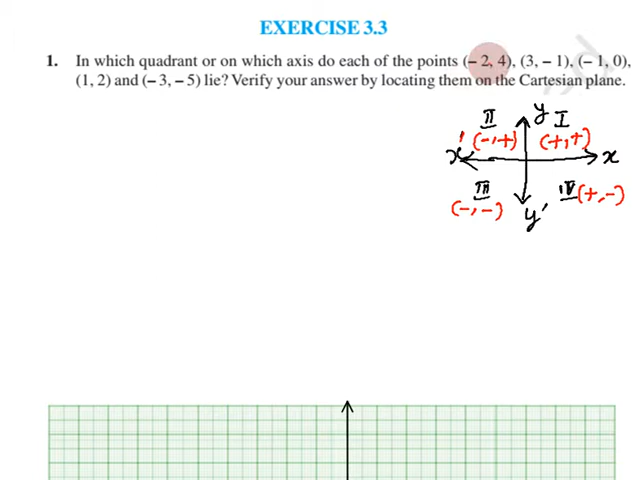 EXERCISE 3.3
1. In which quadrant or on which axis do each of the points (– 2, 4), (3, – 1), (– 1, 0),
(1, 2) and (– 3, – 5) lie? Verify your answer by locating them on the Cartesian plane.
II y I
(-,+) (+,+)
x' x
III IV (+,-)
(-,-) y'